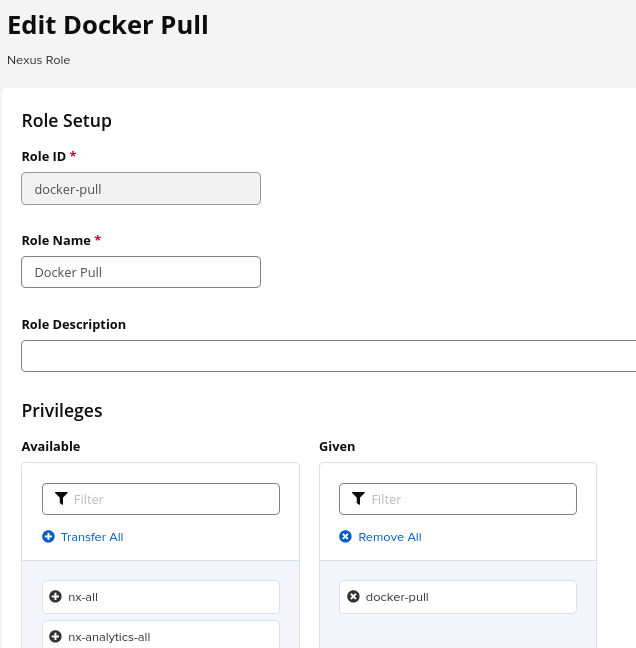 Edit Docker Pull
Nexus Role
Role Setup
Role ID *
docker-pull
Role Name *
Docker Pull
Role Description
Privileges
Available
Given
Filter
Filter
Transfer All
Remove All
nx-all
docker-pull
nx-analytics-all